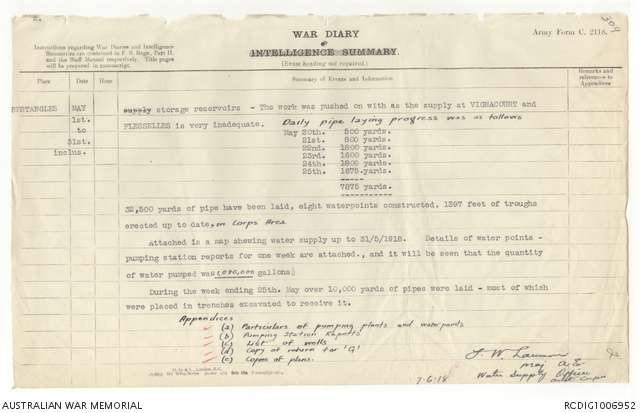 WAR DIARY
or
INTELLIGENCE SUMMARY.
(Erase heading not required.)
Army Form C. 2118.
309
Instructions regarding War Diaries and Intelligence
Summaries are contained in F. S. Regs., Part II.
and the Staff Manual respectively. Title pages
will be prepared in manuscript.
Place
Date
Hour
Summary of Events and Information
Remarks and
references to
Appendices
MAY
1st.
to
31st.
inclus.
supply storage reservoirs - The work was pushed on with as the supply at VIGNACOURT and
FLESSELLES is very inadequate. Daily pipe laying progress was as follows
May 20th. 500 yards.
21st. 800 yards.
22nd. 1800 yards.
23rd. 1600 yards.
24th. 1800 yards.
25th. 1875 yards.
7875 yards.
32,500 yards of pipe have been laid, eight waterpoints constructed, 1397 feet of troughs
erected up to date, in Corps Area
Attached is a map shewing water supply up to 31/5/1918. Details of water points -
pumping station reports for one week are attached., and it will be seen that the quantity
of water pumped was gallons.
During the week ending 25th. May over 10,000 yards of pipes were laid - most of which
were placed in trenches excavated to receive it.
Appendices
(a) Particulars of pumping plants and waterpoints
(b) Pumping Station Reports
(c) List of wells
(d) Copy of return to "Q"
(e) Copies of plans.
7-6-18
Maj A.E.
Water Supply Officer
Aust Corps
AUSTRALIAN WAR MEMORIAL
RCDIG1006952